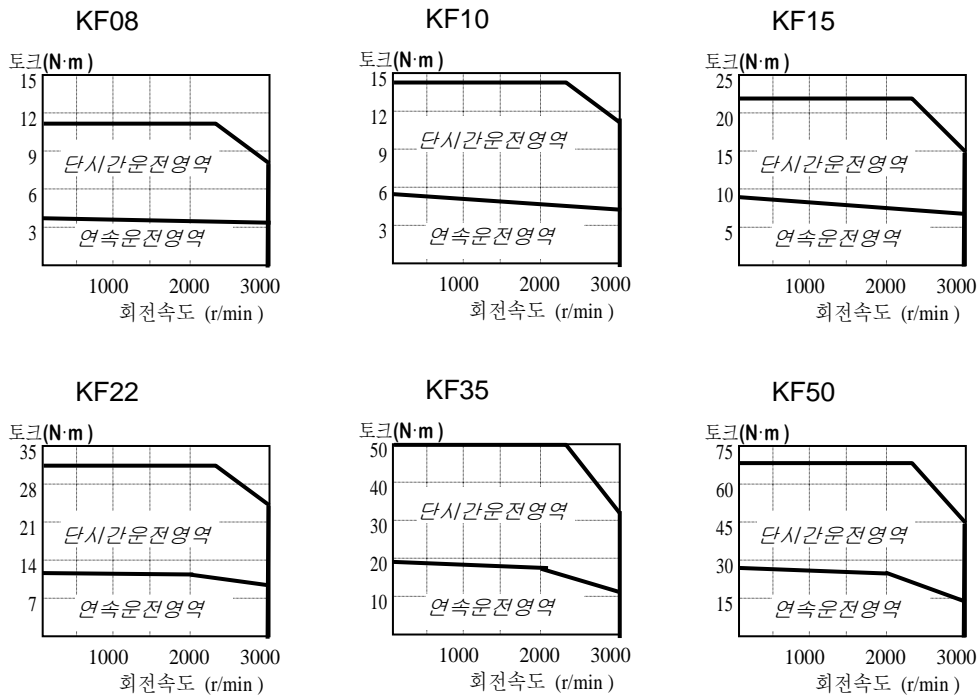 KF08
토크(N·m )
15
12
9
6
3
단시간운전영역
연속운전영역
1000 2000 3000
회전속도 (r/min )
KF10
토크(N·m )
15
12
9
6
3
단시간운전영역
연속운전영역
1000 2000 3000
회전속도 (r/min )
KF15
토크(N·m )
25
20
15
10
5
단시간운전영역
연속운전영역
1000 2000 3000
회전속도 (r/min )
KF22
토크(N·m )
35
28
21
14
7
단시간운전영역
연속운전영역
1000 2000 3000
회전속도 (r/min )
KF35
토크(N·m )
50
40
30
20
10
단시간운전영역
연속운전영역
1000 2000 3000
회전속도 (r/min )
KF50
토크(N·m )
75
60
45
30
15
단시간운전영역
연속운전영역
1000 2000 3000
회전속도 (r/min )